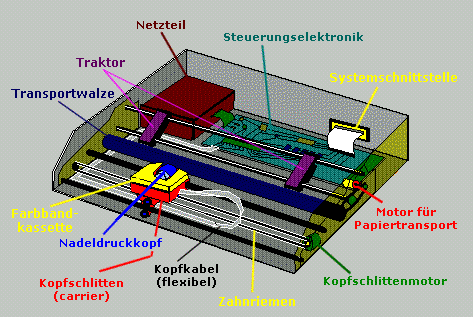 Netzteil
Steuerungselektronik
Traktor
Systemschnittstelle
Transportwalze
Farbband-
kassette
Motor für
Papiertransport
Nadeldruckkopf
Kopfschlitten
(carrier)
Kopfkabel
(flexibel)
Kopfschlittenmotor
Zahnriemen